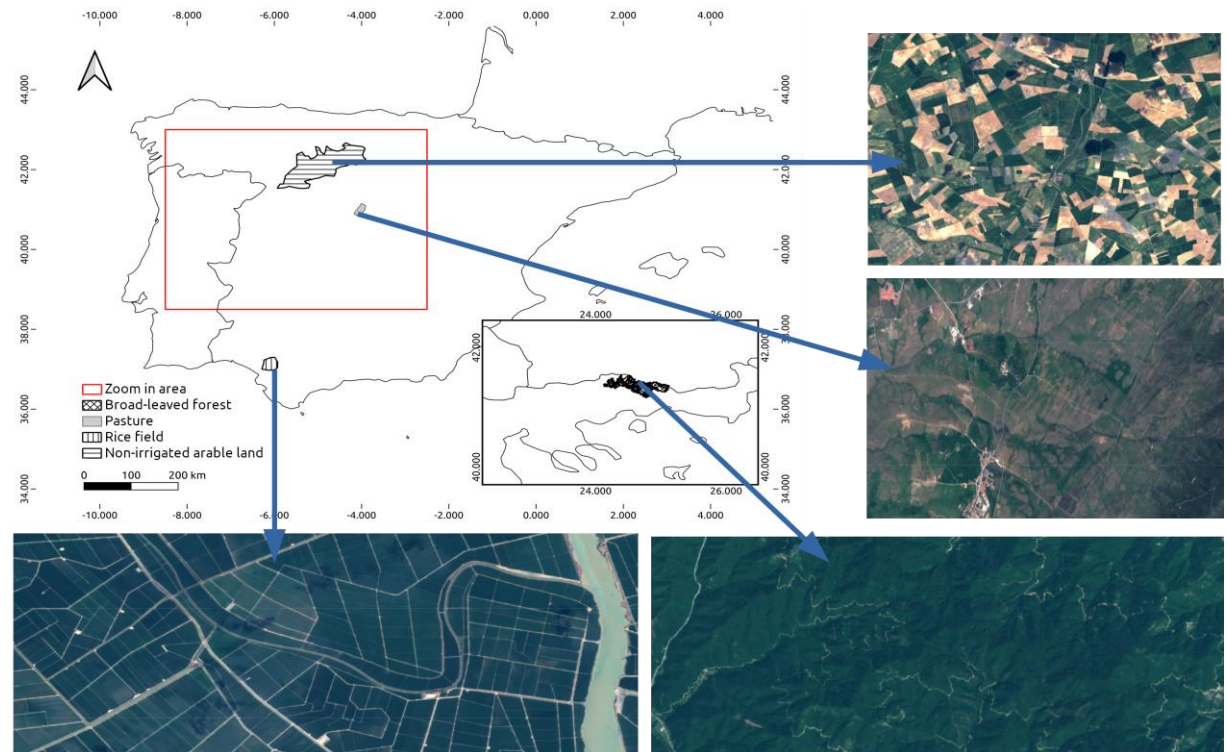 -10.000 -8.000 -6.000 -4.000 -2.000 0.000 2.000 4.000
44.000 44.000
42.000 42.000
40.000 40.000
38.000 38.000
36.000 36.000
34.000 34.000
24.000 26.000
42.000 42.000
40.000 40.000
24.000 26.000
Zoom in area
Broad-leaved forest
Pasture
Rice field
Non-irrigated arable land
0 100 200 km
-10.000 -8.000 -6.000 -4.000 -2.000 0.000 2.000 4.000